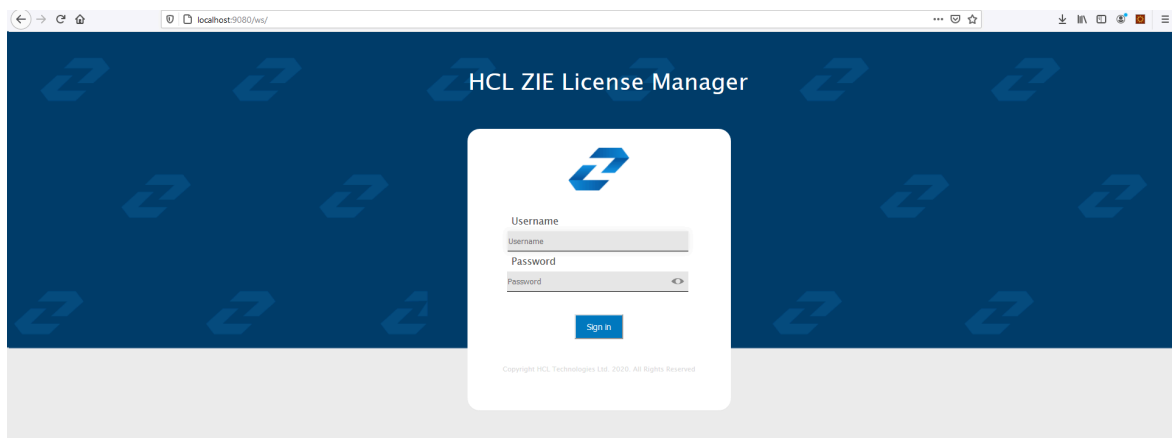 localhost:9080/ws/
HCL ZIE License Manager
Username
Username
Password
Password
Sign in
Copyright HCL Technologies Ltd. 2020. All Rights Reserved.